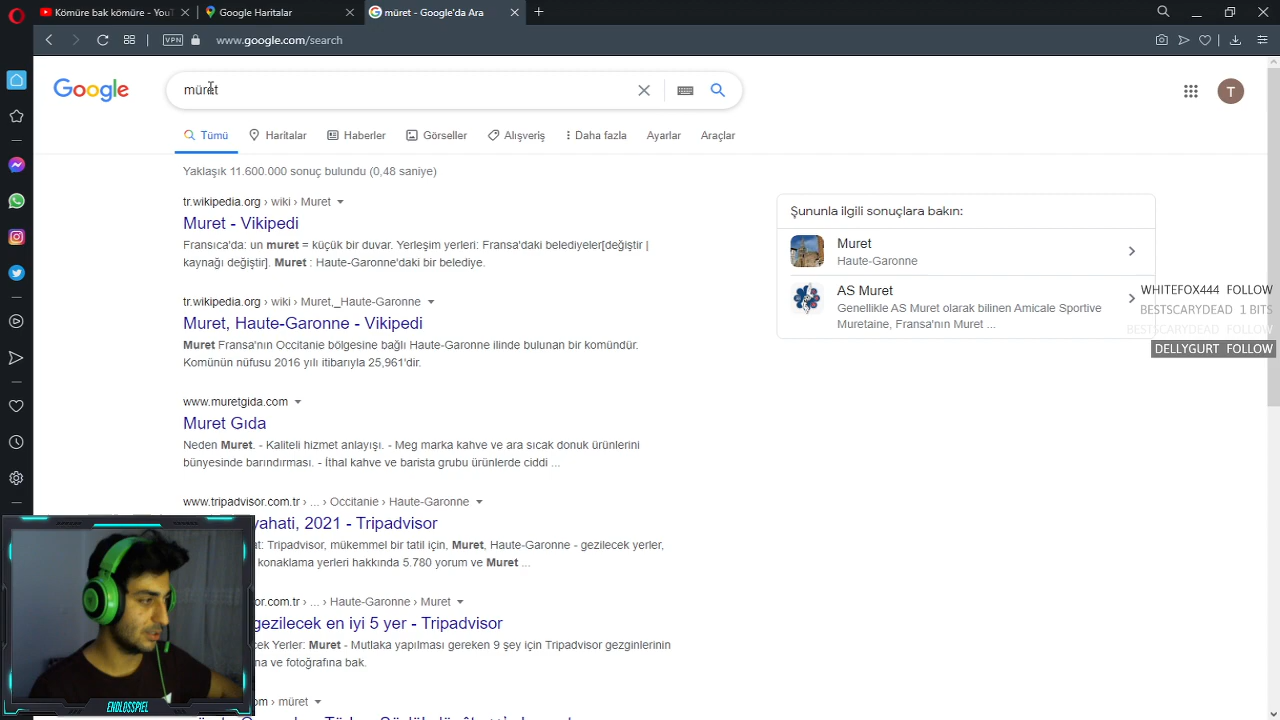 Kömüre bak kömüre - YouT
Google Haritalar
müret - Google'da Ara
VPN
www.google.com/search
Google
müret
T
Tümü
Haritalar
Haberler
Görseller
Alışveriş
Daha fazla
Ayarlar
Araçlar
Yaklaşık 11.600.000 sonuç bulundu (0,48 saniye)
tr.wikipedia.org › wiki › Muret
Muret - Vikipedi
Fransıca'da: un muret = küçük bir duvar. Yerleşim yerleri: Fransa'daki belediyeler[değiştir |
kaynağı değiştir]. Muret : Haute-Garonne'daki bir belediye.
tr.wikipedia.org › wiki › Muret,_Haute-Garonne
Muret, Haute-Garonne - Vikipedi
Muret Fransa'nın Occitanie bölgesine bağlı Haute-Garonne ilinde bulunan bir komündür.
Komünün nüfusu 2016 yılı itibarıyla 25,961'dir.
www.muretgida.com
Muret Gıda
Neden Muret. - Kaliteli hizmet anlayışı. - Meg marka kahve ve ara sıcak donuk ürünlerini
bünyesinde barındırması. - İthal kahve ve barista grubu ürünlerde ciddi ...
www.tripadvisor.com.tr › ... › Occitanie › Haute-Garonne
yahati, 2021 - Tripadvisor
at: Tripadvisor, mükemmel bir tatil için, Muret, Haute-Garonne - gezilecek yerler,
konaklama yerleri hakkında 5.780 yorum ve Muret ...
or.com.tr › ... › Haute-Garonne › Muret
gezilecek en iyi 5 yer - Tripadvisor
cek Yerler: Muret - Mutlaka yapılması gereken 9 şey için Tripadvisor gezginlerinin
na ve fotoğrafına bak.
om › müret
Şununla ilgili sonuçlara bakın:
Muret
Haute-Garonne
AS Muret
Genellikle AS Muret olarak bilinen Amicale Sportive
Muretaine, Fransa'nın Muret ...
WHITEFOX444 FOLLOW
BESTSCARYDEAD 1 BITS
BESTSCARYDEAD FOLLOW
DELLYGURT FOLLOW
ENDLOSSPIEL